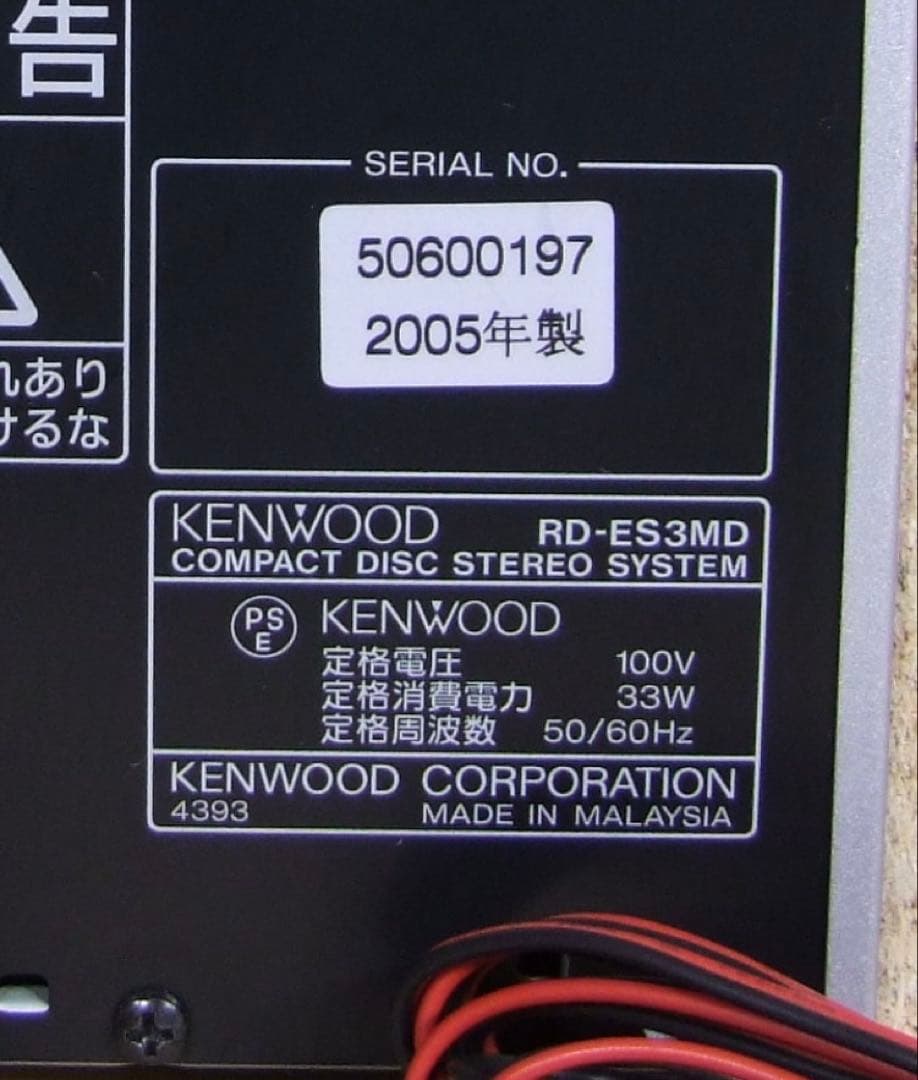 告
SERIAL NO.
50600197
2005年製
れあり
けるな
KENWOOD RD-ES3MD
COMPACT DISC STEREO SYSTEM
PSE KENWOOD
定格電圧 100V
定格消費電力 33W
定格周波数 50/60Hz
KENWOOD CORPORATION
4393 MADE IN MALAYSIA